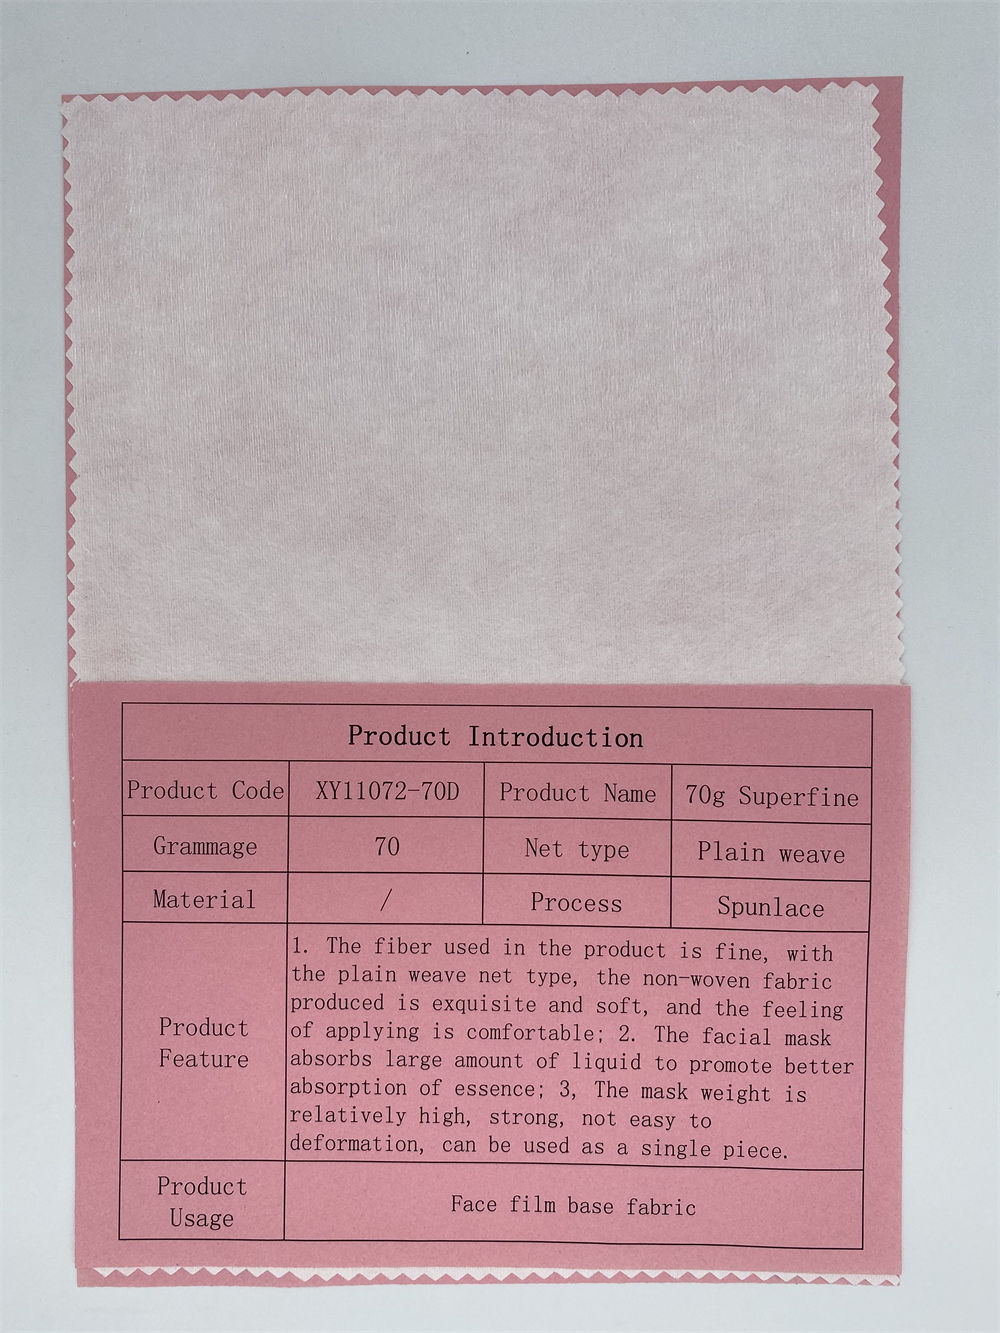 Product Introduction
Product Code XY11072-70D Product Name 70g Superfine
Grammage 70 Net type Plain weave
Material / Process Spunlace
Product
Feature
1. The fiber used in the product is fine, with
the plain weave net type, the non-woven fabric
produced is exquisite and soft, and the feeling
of applying is comfortable; 2. The facial mask
absorbs large amount of liquid to promote better
absorption of essence; 3, The mask weight is
relatively high, strong, not easy to
deformation, can be used as a single piece.
Product
Usage
Face film base fabric